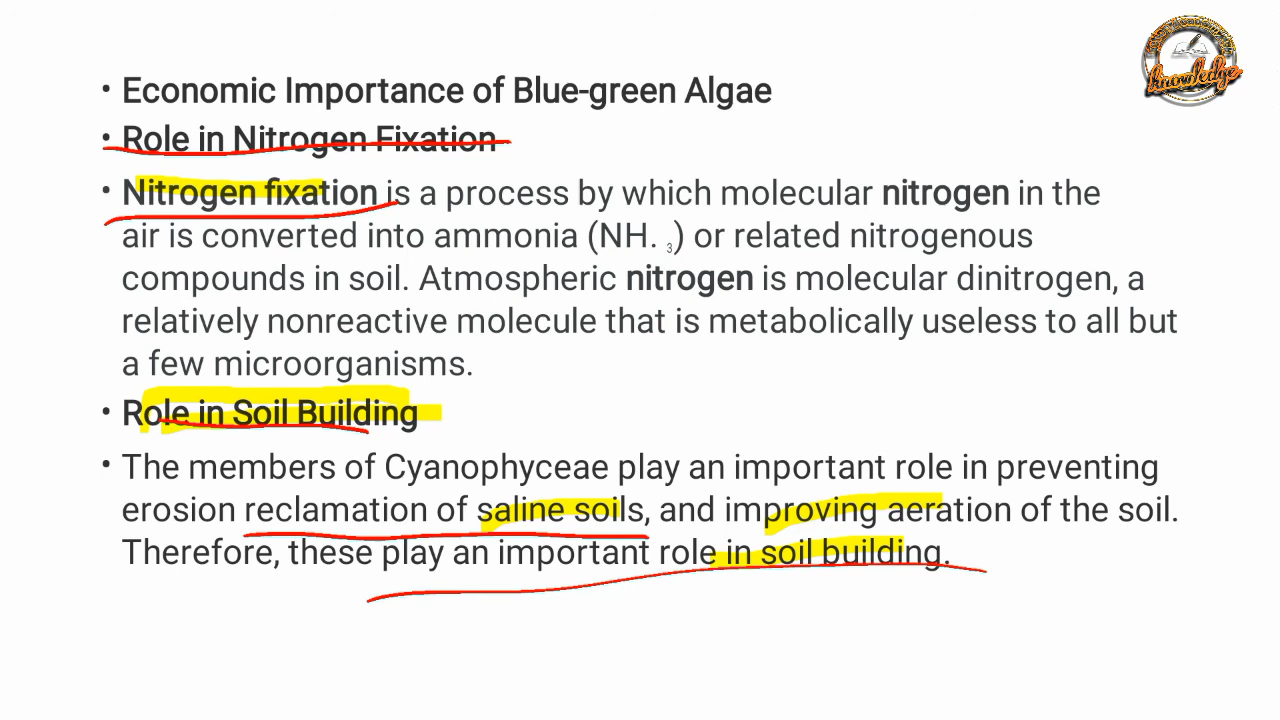 knowledge
• Economic Importance of Blue-green Algae
• Role in Nitrogen Fixation
• Nitrogen fixation is a process by which molecular nitrogen in the
air is converted into ammonia (NH. ₃) or related nitrogenous
compounds in soil. Atmospheric nitrogen is molecular dinitrogen, a
relatively nonreactive molecule that is metabolically useless to all but
a few microorganisms.
• Role in Soil Building
• The members of Cyanophyceae play an important role in preventing
erosion reclamation of saline soils, and improving aeration of the soil.
Therefore, these play an important role in soil building.